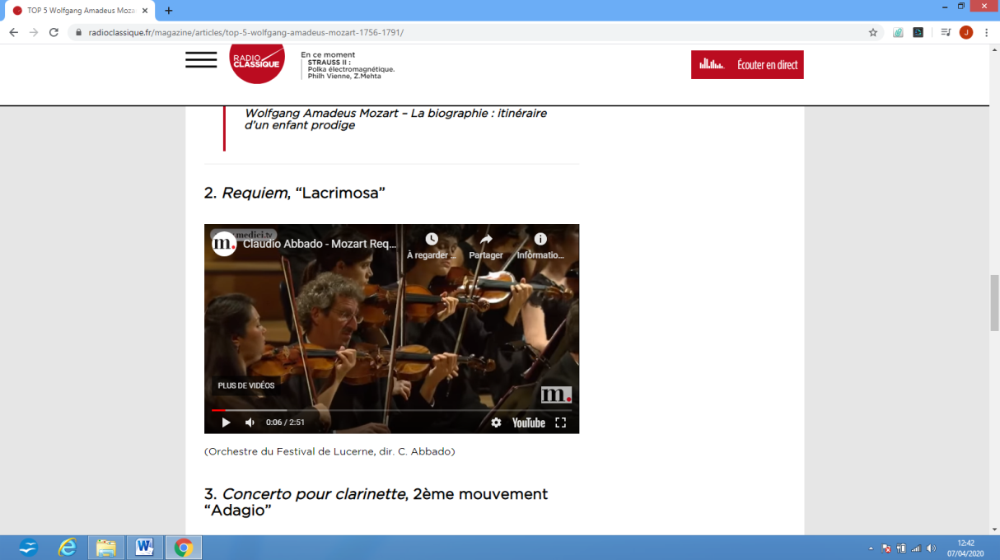 TOP 5 Wolfgang Amadeus Moza
radioclassique.fr/magazine/articles/top-5-wolfgang-amadeus-mozart-1756-1791/
J
RADIO
CLASSIQUE
En ce moment
STRAUSS II :
Polka électromagnétique.
Philh Vienne, Z.Mehta
Écouter en direct
Wolfgang Amadeus Mozart – La biographie : itinéraire
d'un enfant prodige
2. Requiem, “Lacrimosa”
medici.tv
m.
Claudio Abbado - Mozart Req...
À regarder ...
Partager
Informatio...
PLUS DE VIDÉOS
m.
0:06 / 2:51
YouTube
(Orchestre du Festival de Lucerne, dir. C. Abbado)
3. Concerto pour clarinette, 2ème mouvement
“Adagio”
12:42
07/04/2020